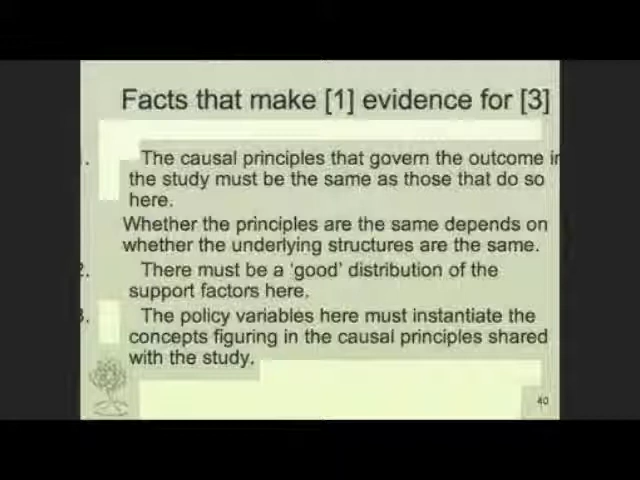 Facts that make [1] evidence for [3]
The causal principles that govern the outcome in
the study must be the same as those that do so
here.
Whether the principles are the same depends on
whether the underlying structures are the same.
2. There must be a ‘good’ distribution of the
support factors here.
3. The policy variables here must instantiate the
concepts figuring in the causal principles shared
with the study.
40